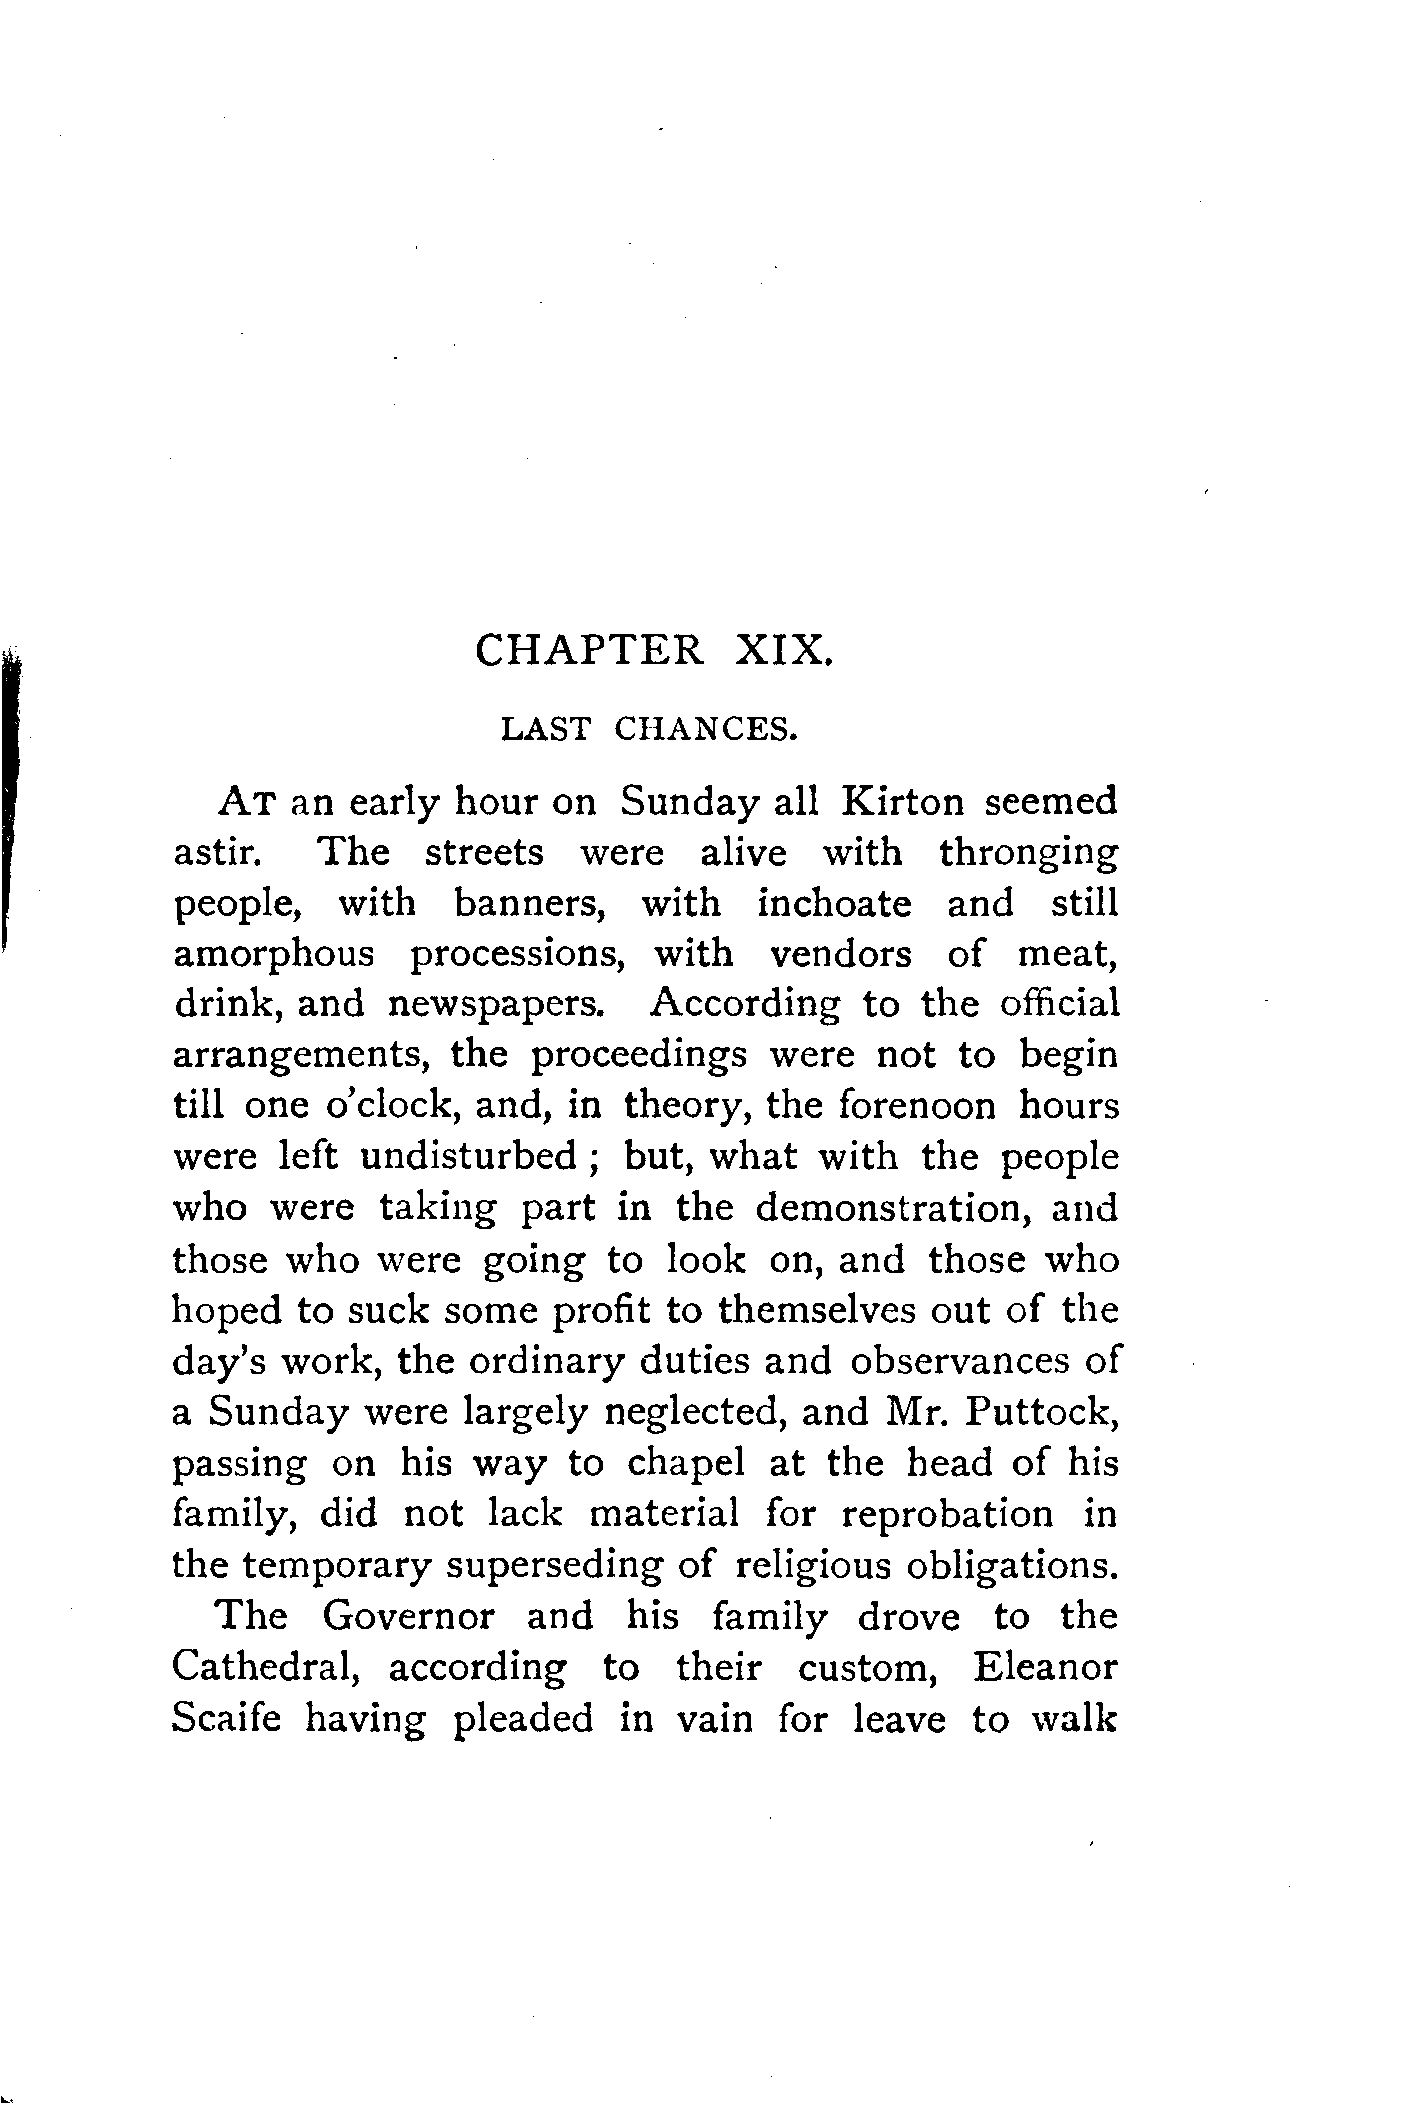 CHAPTER XIX.
LAST CHANCES.
AT an early hour on Sunday all Kirton seemed
astir. The streets were alive with thronging
people, with banners, with inchoate and still
amorphous processions, with vendors of meat,
drink, and newspapers. According to the official
arrangements, the proceedings were not to begin
till one o'clock, and, in theory, the forenoon hours
were left undisturbed ; but, what with the people
who were taking part in the demonstration, and
those who were going to look on, and those who
hoped to suck some profit to themselves out of the
day's work, the ordinary duties and observances of
a Sunday were largely neglected, and Mr. Puttock,
passing on his way to chapel at the head of his
family, did not lack material for reprobation in
the temporary superseding of religious obligations.
The Governor and his family drove to the
Cathedral, according to their custom, Eleanor
Scaife having pleaded in vain for leave to walk